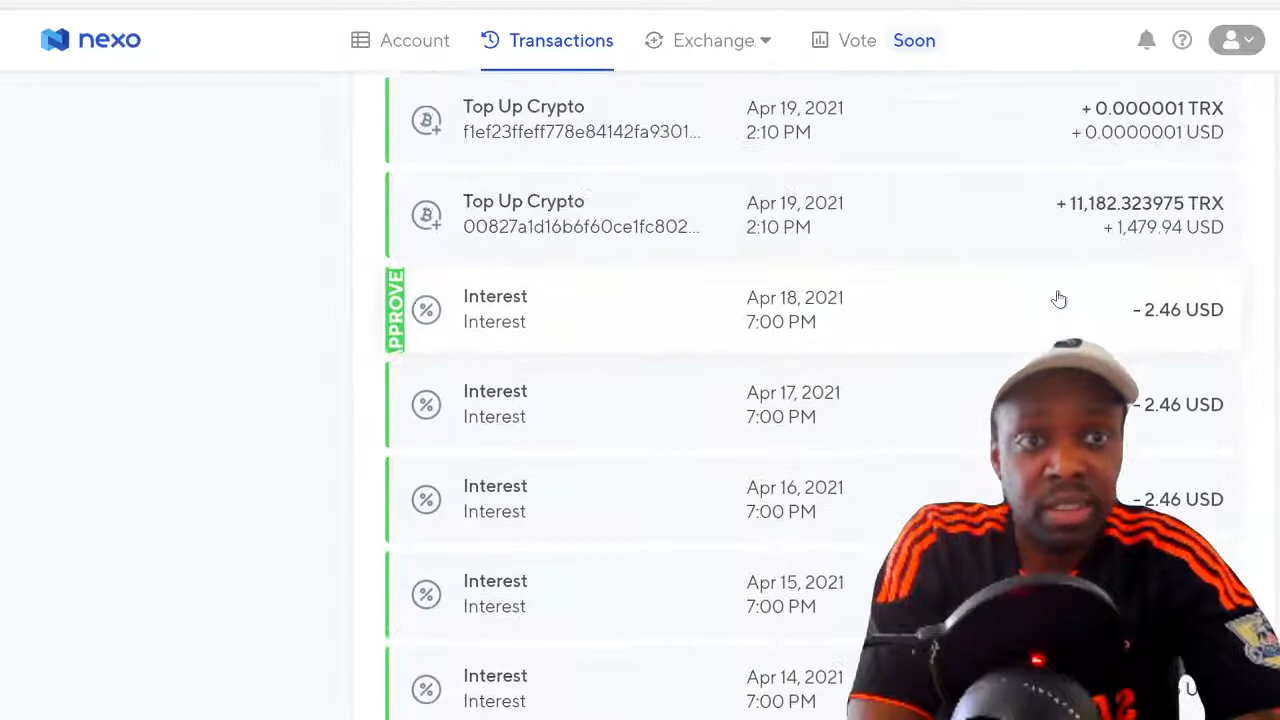 nexo
Account
Transactions
Exchange
Vote
Soon
Top Up Crypto
Apr 19, 2021
+ 0.000001 TRX
f1ef23ffeff778e84142fa9301...
2:10 PM
+ 0.0000001 USD
Top Up Crypto
Apr 19, 2021
+ 11,182.323975 TRX
00827a1d16b6f60ce1fc802...
2:10 PM
+ 1,479.94 USD
APPROVE
Interest
Apr 18, 2021
- 2.46 USD
Interest
7:00 PM
Interest
Apr 17, 2021
- 2.46 USD
Interest
7:00 PM
Interest
Apr 16, 2021
- 2.46 USD
Interest
7:00 PM
Interest
Apr 15, 2021
Interest
7:00 PM
Interest
Apr 14, 2021
Interest
7:00 PM